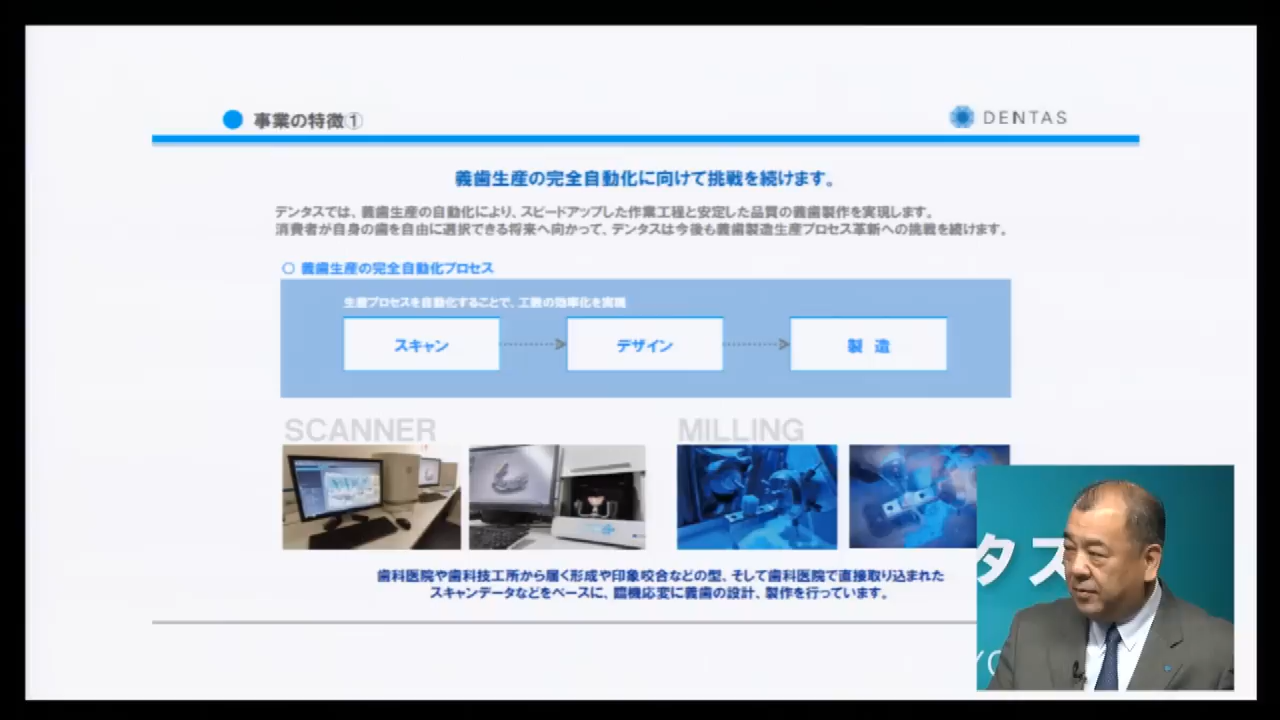 事業の特徴①
DENTAS
義歯生産の完全自動化に向けて挑戦を続けます。
デンタスでは、義歯生産の自動化により、スピードアップした作業工程と安定した品質の義歯製作を実現します。
消費者が自身の歯を自由に選択できる将来へ向かって、デンタスは今後も義歯製造生産プロセス革新への挑戦を続けます。
○ 義歯生産の完全自動化プロセス
生産プロセスを自動化することで、工数の効率化を実現
スキャン
デザイン
製 造
SCANNER
MILLING
歯科医院や歯科技工所から届く形成や印象咬合などの型、そして歯科医院で直接取り込まれた
スキャンデータなどをベースに、臨機応変に義歯の設計、製作を行っています。
タス